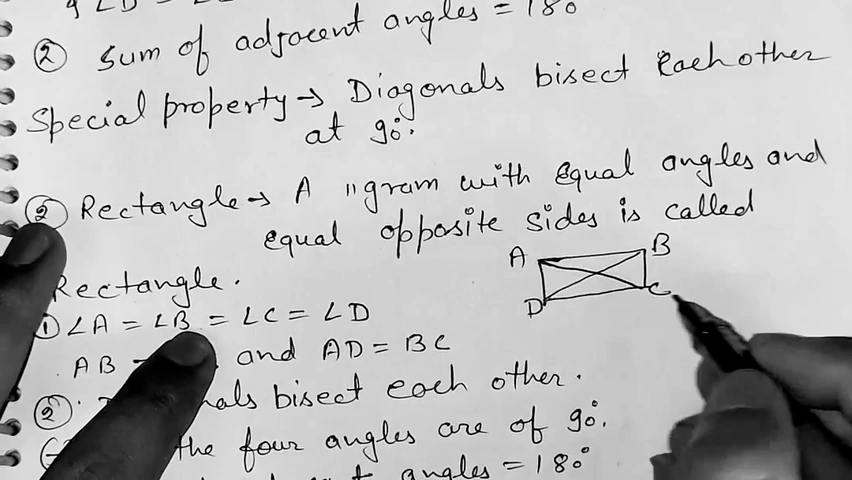 ∠D =
② Sum of adjacent angles = 180
Special property → Diagonals bisect Each other
at 90°.
② Rectangle → A ||gram with Equal angles and
Equal opposite sides is called
Rectangle.
① ∠A = ∠B = ∠C = ∠D
AB and AD = BC
② bisect each other.
the four angles are of 90°.
angles = 180°
A B
D C